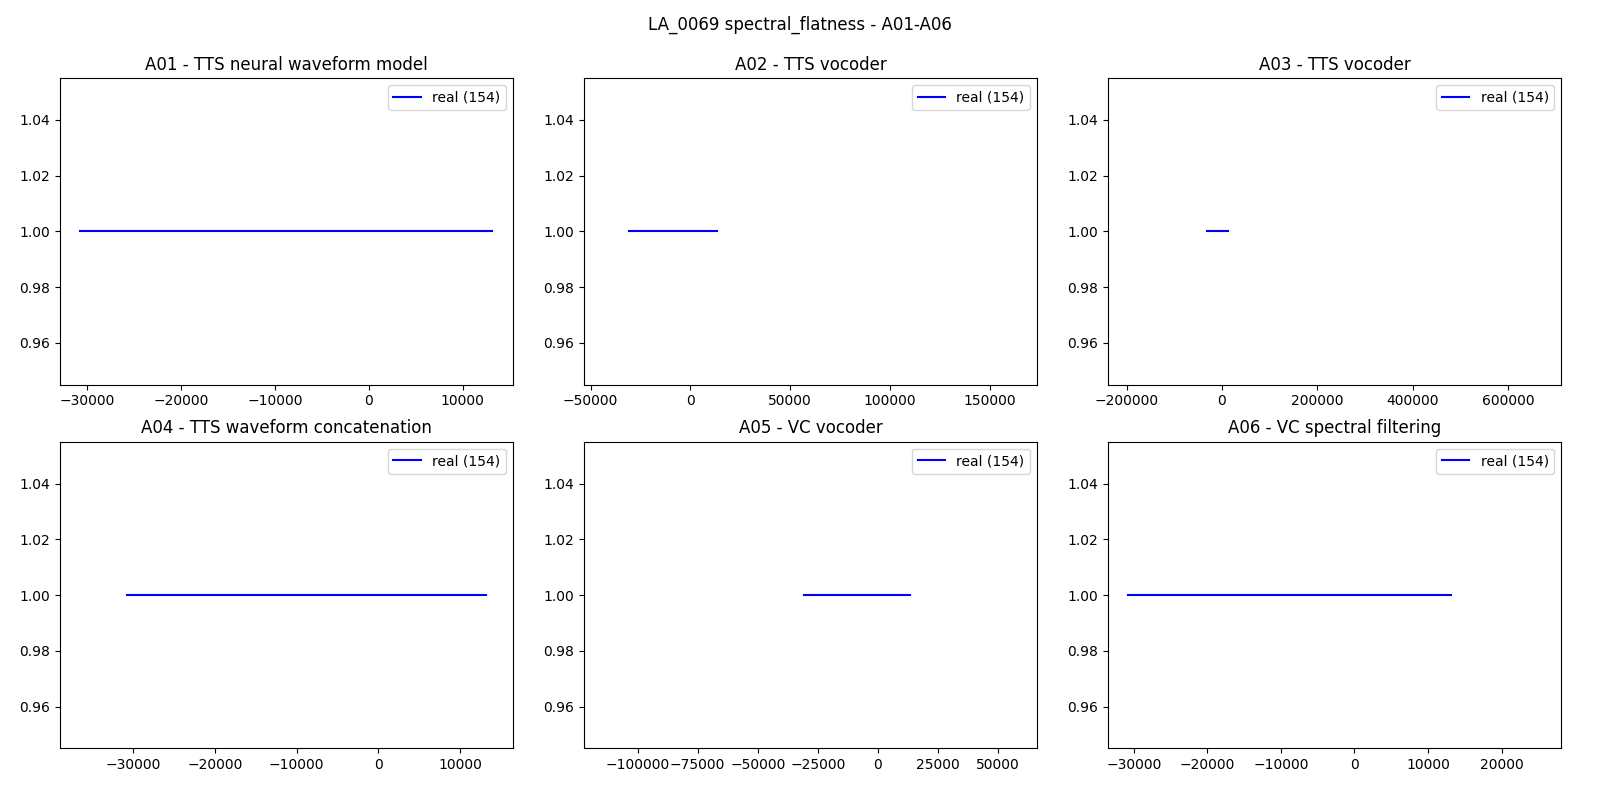 LA_0069 spectral_flatness - A01-A06
A01 - TTS neural waveform model
real (154)
1.04
1.02
1.00
0.98
0.96
−30000 −20000 −10000 0 10000
A02 - TTS vocoder
real (154)
1.04
1.02
1.00
0.98
0.96
−50000 0 50000 100000 150000
A03 - TTS vocoder
real (154)
1.04
1.02
1.00
0.98
0.96
−200000 0 200000 400000 600000
A04 - TTS waveform concatenation
real (154)
1.04
1.02
1.00
0.98
0.96
−30000 −20000 −10000 0 10000
A05 - VC vocoder
real (154)
1.04
1.02
1.00
0.98
0.96
−100000 −75000 −50000 −25000 0 25000 50000
A06 - VC spectral filtering
real (154)
1.04
1.02
1.00
0.98
0.96
−30000 −20000 −10000 0 10000 20000